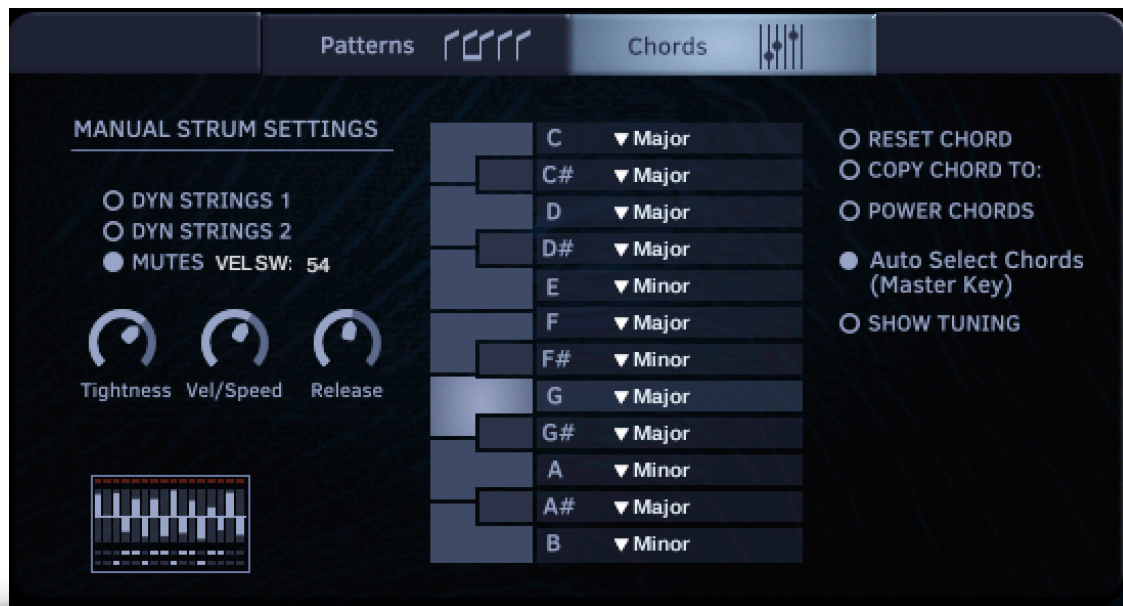 Patterns
Chords
MANUAL STRUM SETTINGS
DYN STRINGS 1
DYN STRINGS 2
MUTES VELSW: 54
Tightness Vel/Speed Release
C ▼Major
C# ▼Major
D ▼Major
D# ▼Major
E ▼Minor
F ▼Major
F# ▼Minor
G ▼Major
G# ▼Major
A ▼Minor
A# ▼Major
B ▼Minor
RESET CHORD
COPY CHORD TO:
POWER CHORDS
Auto Select Chords
(Master Key)
SHOW TUNING